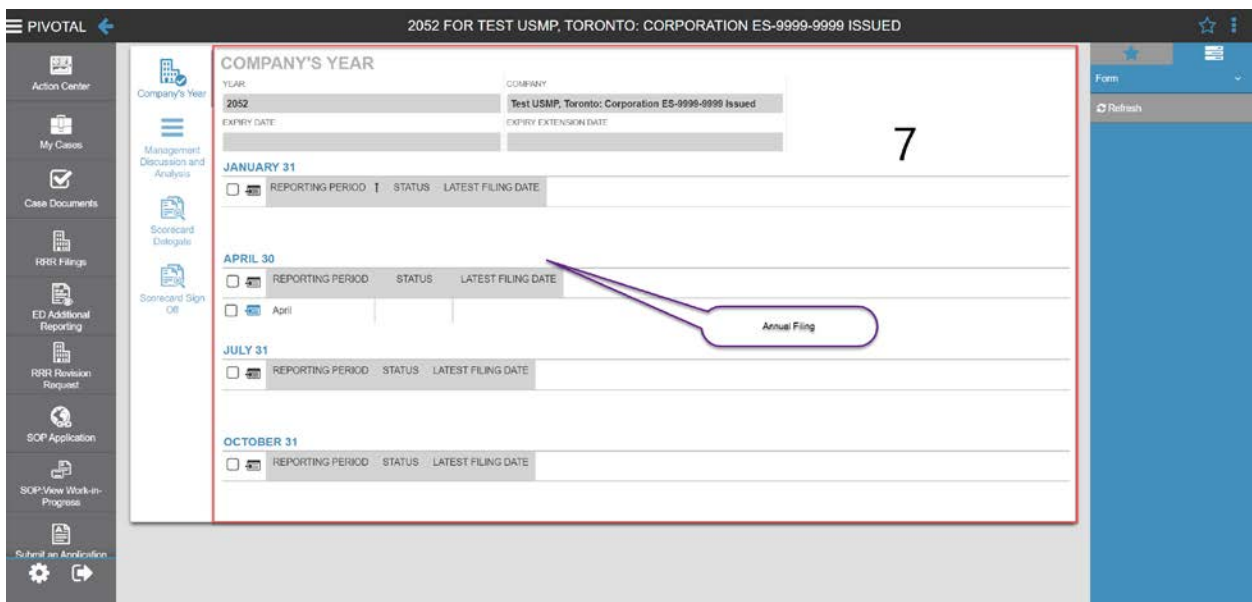 PIVOTAL
2052 FOR TEST USMP, TORONTO: CORPORATION ES-9999-9999 ISSUED
Action Center
My Cases
Case Documents
RRR Filings
ED Additional
Reporting
RRR Revision
Request
SOP Application
SOP:View Work-in-
Progress
Submit an Application
Company's Year
Management
Discussion and
Analysis
Scorecard
Delegate
Scorecard Sign
Off
COMPANY'S YEAR
YEAR
COMPANY
2052
Test USMP, Toronto: Corporation ES-9999-9999 Issued
EXPIRY DATE
EXPIRY EXTENSION DATE
7
JANUARY 31
REPORTING PERIOD STATUS LATEST FILING DATE
APRIL 30
REPORTING PERIOD STATUS LATEST FILING DATE
April
Annual Filing
JULY 31
REPORTING PERIOD STATUS LATEST FILING DATE
OCTOBER 31
REPORTING PERIOD STATUS LATEST FILING DATE
Form
Refresh